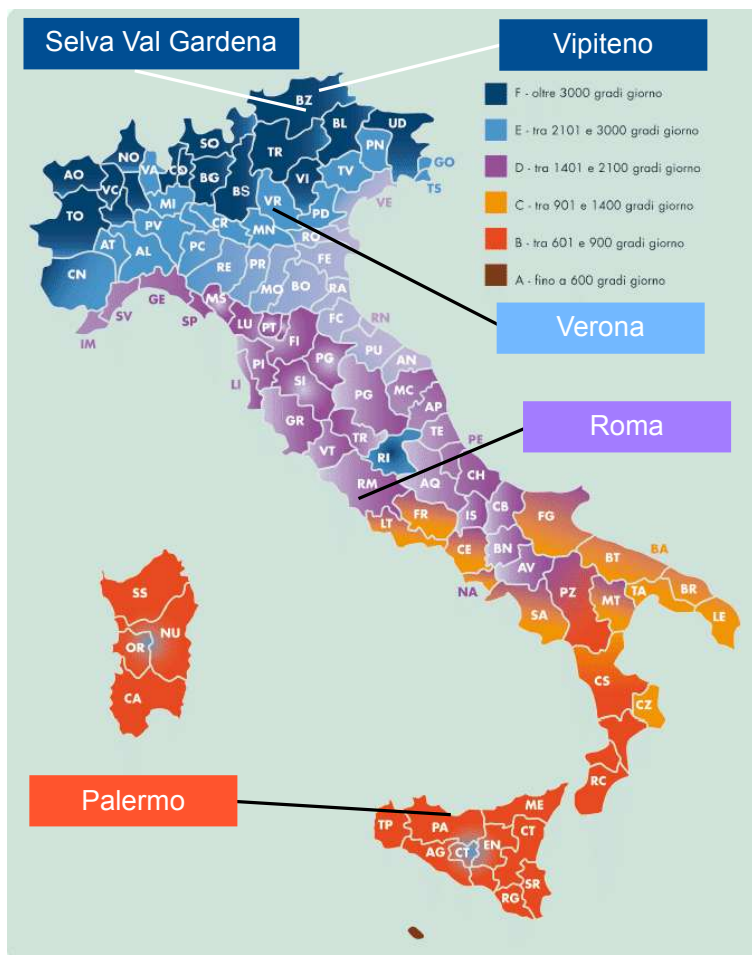 Selva Val Gardena
Vipiteno
F - oltre 3000 gradi giorno
E - tra 2101 e 3000 gradi giorno
D - tra 1401 e 2100 gradi giorno
C - tra 901 e 1400 gradi giorno
B - tra 601 e 900 gradi giorno
A - fino a 600 gradi giorno
BZ
BL
UD
SO
NO
TR
PN
VA
CO
GO
AO
VC
BG
VI
TV
TS
BS
TO
MI
VR
VE
PD
PV
CR
MN
RO
AT
AL
PC
CN
RE
PR
FE
MO
BO
RA
GE
MS
SV
SP
LU
PT
FC
RN
IM
FI
Verona
PI
PG
PU
AN
LI
SI
MC
PG
AP
GR
TR
TE
PE
Roma
VT
RI
RM
AQ
CH
FR
IS
CB
FG
LT
CE
BN
BT
BA
AV
NA
PZ
MT
TA
BR
SA
LE
SS
NU
OR
CA
CS
CZ
RC
Palermo
ME
TP
PA
CT
AG
CT
EN
SR
RG